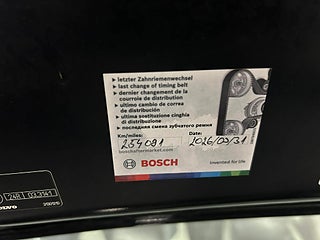 ▸ letzter Zahnriemenwechsel
▸ last change of timing belt
▸ dernier changement de la
courroie de distribution
▸ ultimo cambio de correa
de distribución
▸ ultima sostituzione cinghia
di distribuzione
▸ последняя смена зубчатого ремня
Km/miles: Date:
254091 2026/03/31
boschaftermarket.com
BOSCH Invented for life